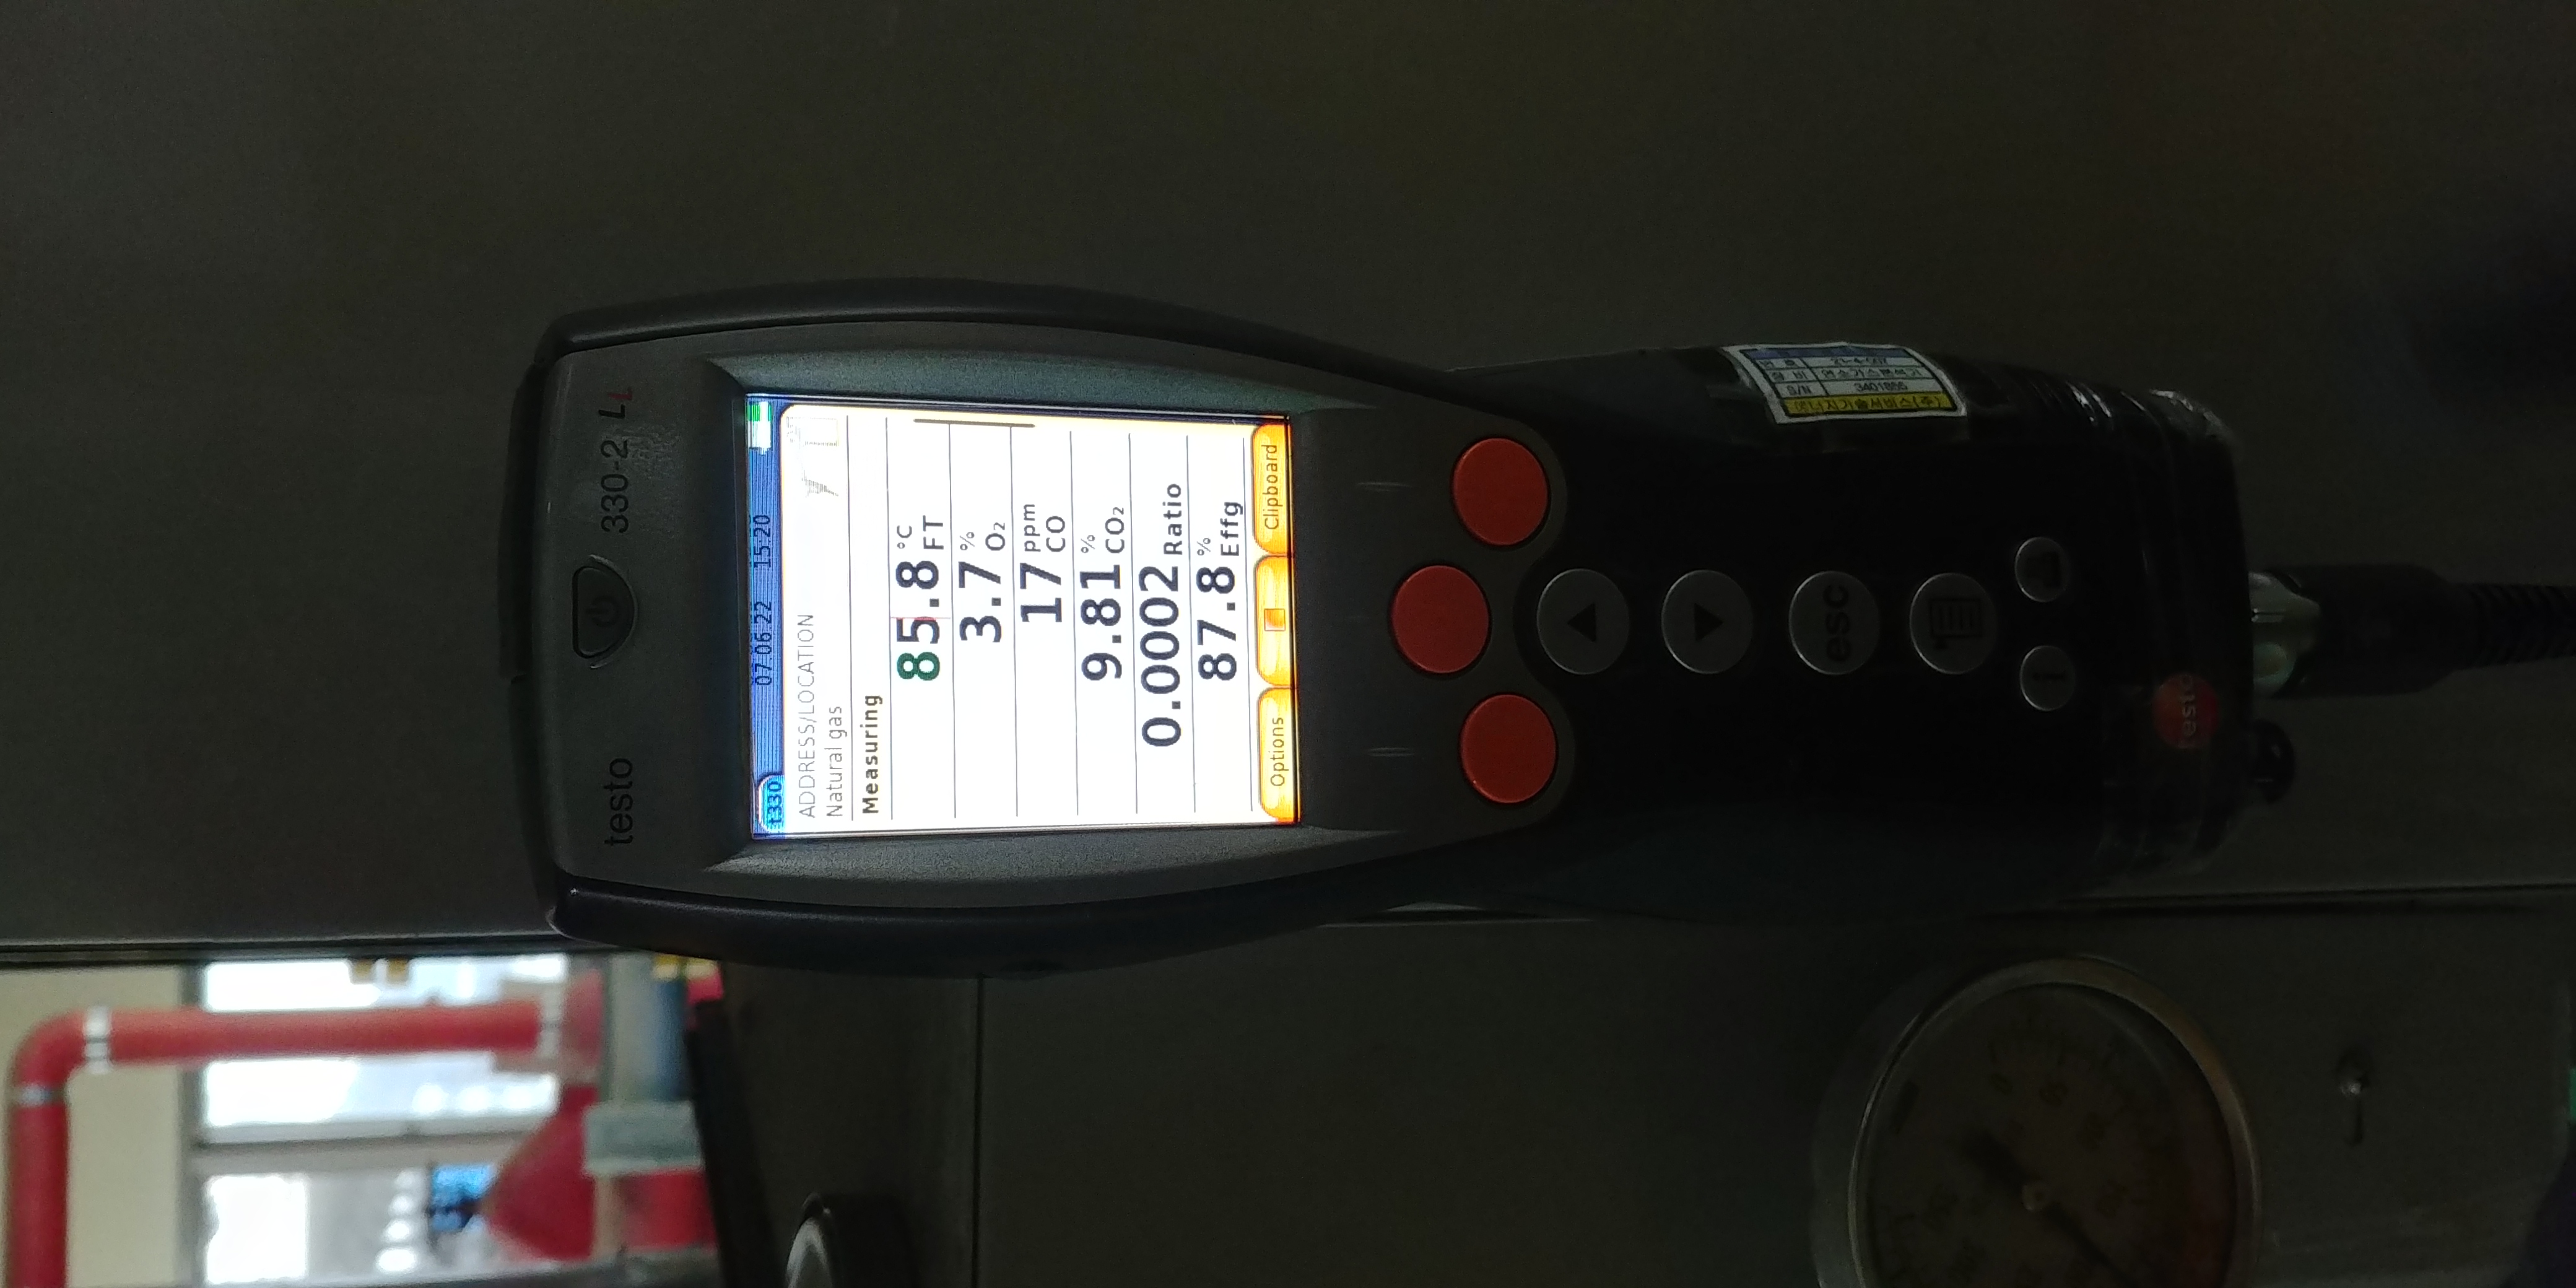 testo 330-2 LL
t330 07.06.22 15:20
ADDRESS/LOCATION
Natural gas
Measuring
85.8 °C FT
3.7 % O₂
17 ppm CO
9.81 % CO₂
0.0002 Ratio
87.8 % Effg
Options Clipboard
esc
i
testo
S/N